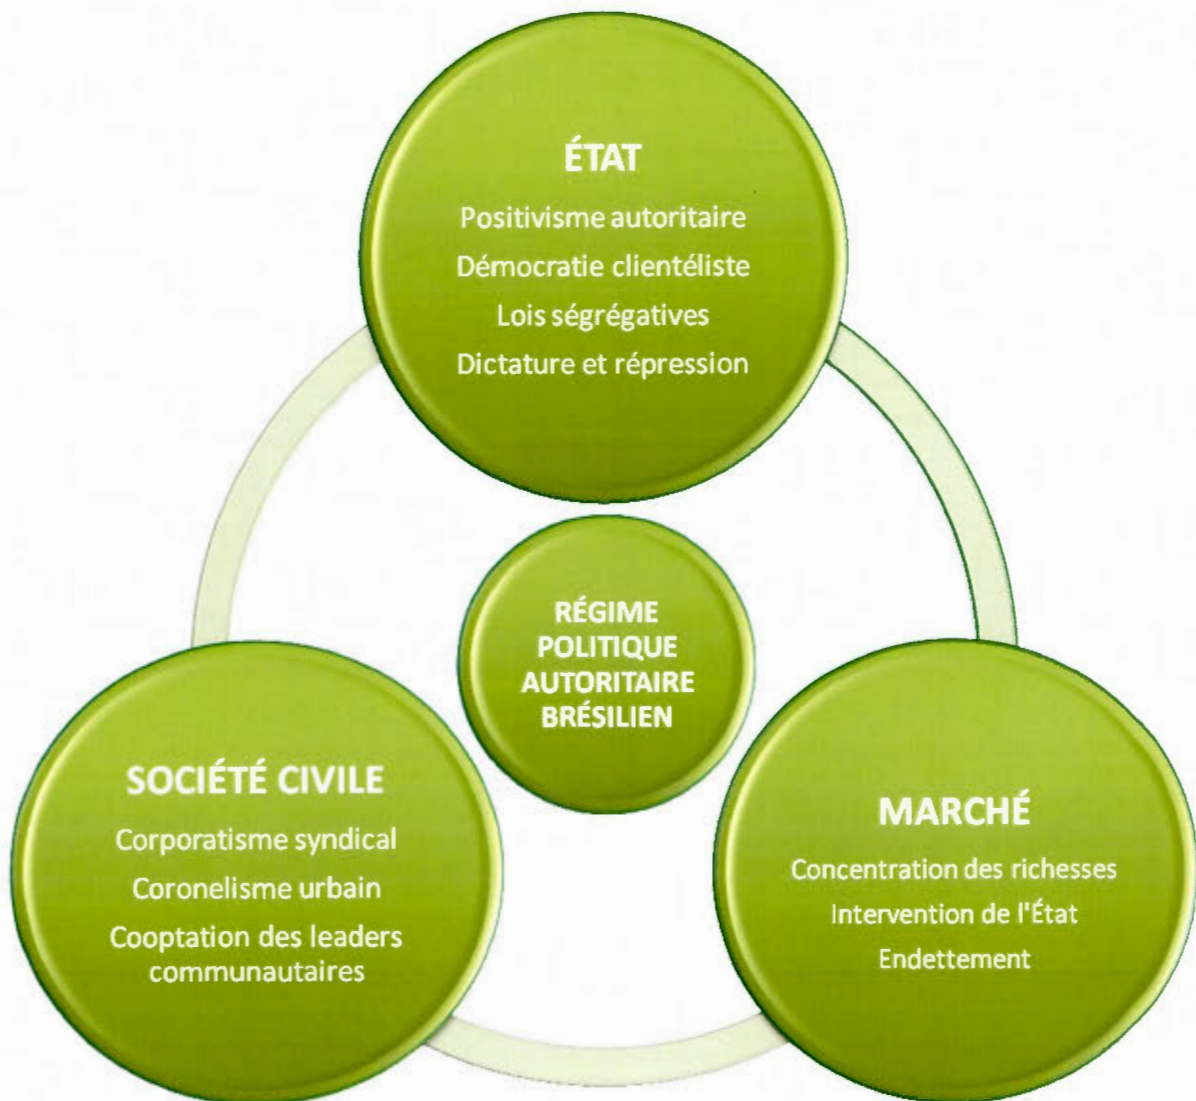 ÉTAT
Positivisme autoritaire
Démocratie clientéliste
Lois ségrégatives
Dictature et répression
RÉGIME
POLITIQUE
AUTORITAIRE
BRÉSILIEN
SOCIÉTÉ CIVILE
Corporatisme syndical
Coronelisme urbain
Cooptation des leaders
communautaires
MARCHÉ
Concentration des richesses
Intervention de l'État
Endettement